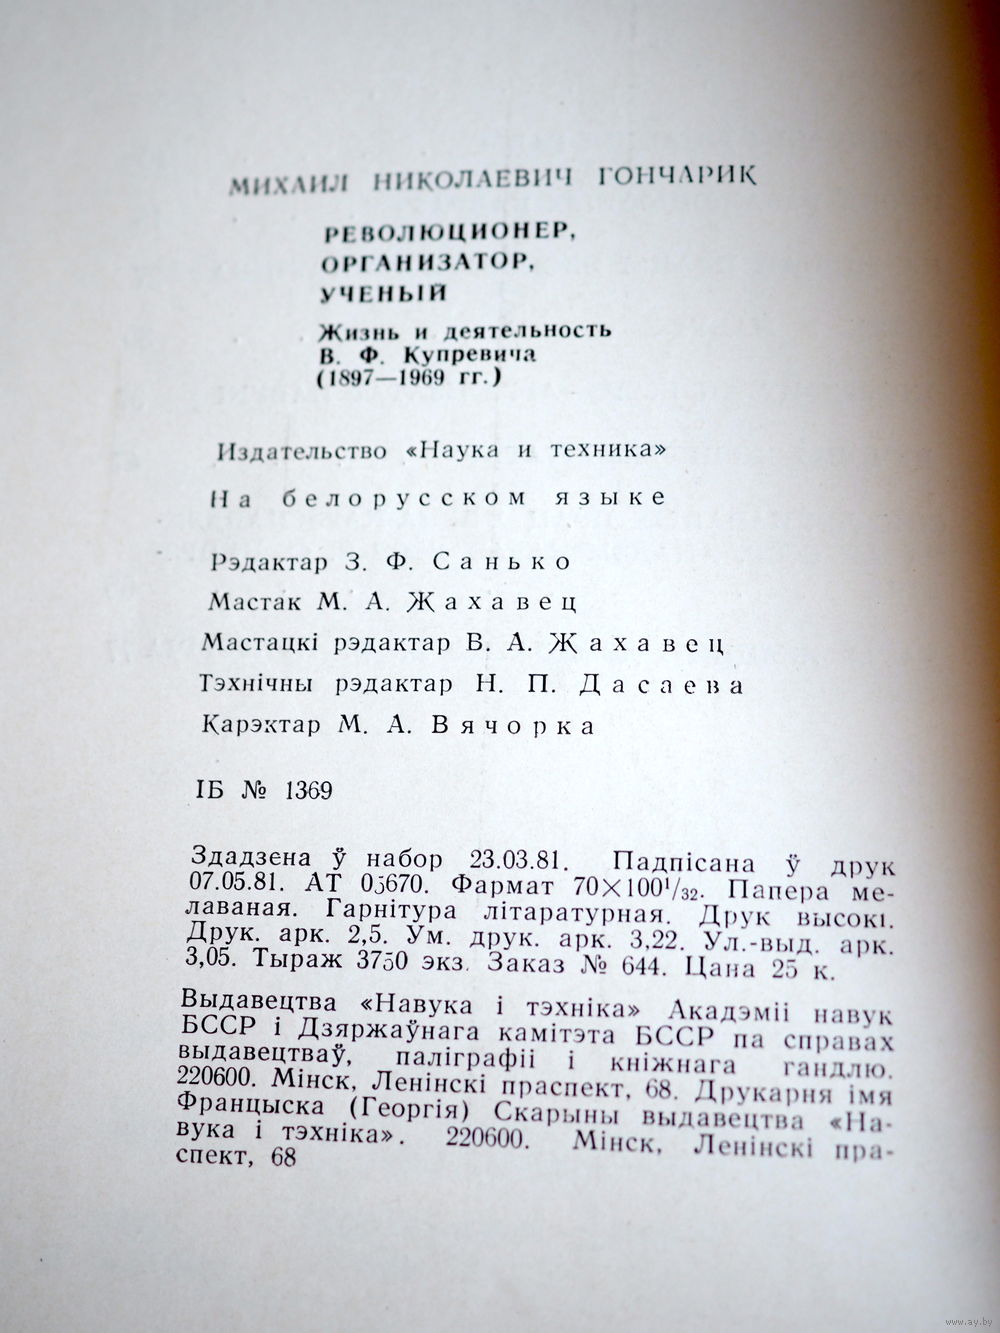 МИХАИЛ НИКОЛАЕВИЧ ГОНЧАРИК
РЕВОЛЮЦИОНЕР,
ОРГАНИЗАТОР,
УЧЕНЫЙ
Жизнь и деятельность
В. Ф. Купревича
(1897—1969 гг.)
Издательство «Наука и техника»
На белорусском языке
Рэдактар З. Ф. Санько
Мастак М. А. Жахавец
Мастацкі рэдактар В. А. Жахавец
Тэхнічны рэдактар Н. П. Дасаева
Карэктар М. А. Вячорка
ІБ № 1369
Здадзена ў набор 23.03.81. Падпісана ў друк
07.05.81. АТ 05670. Фармат 70×100¹/₃₂. Папера ме-
лаваная. Гарнітура літаратурная. Друк высокі.
Друк. арк. 2,5. Ум. друк. арк. 3,22. Ул.-выд. арк.
3,05. Тыраж 3750 экз. Заказ № 644. Цана 25 к.
Выдавецтва «Навука і тэхніка» Акадэміі навук
БССР і Дзяржаўнага камітэта БССР па справах
выдавецтваў, паліграфіі і кніжнага гандлю.
220600. Мінск, Ленінскі праспект, 68. Друкарня імя
Францыска (Георгія) Скарыны выдавецтва «На-
вука і тэхніка». 220600. Мінск, Ленінскі пра-
спект, 68
www.ay.by